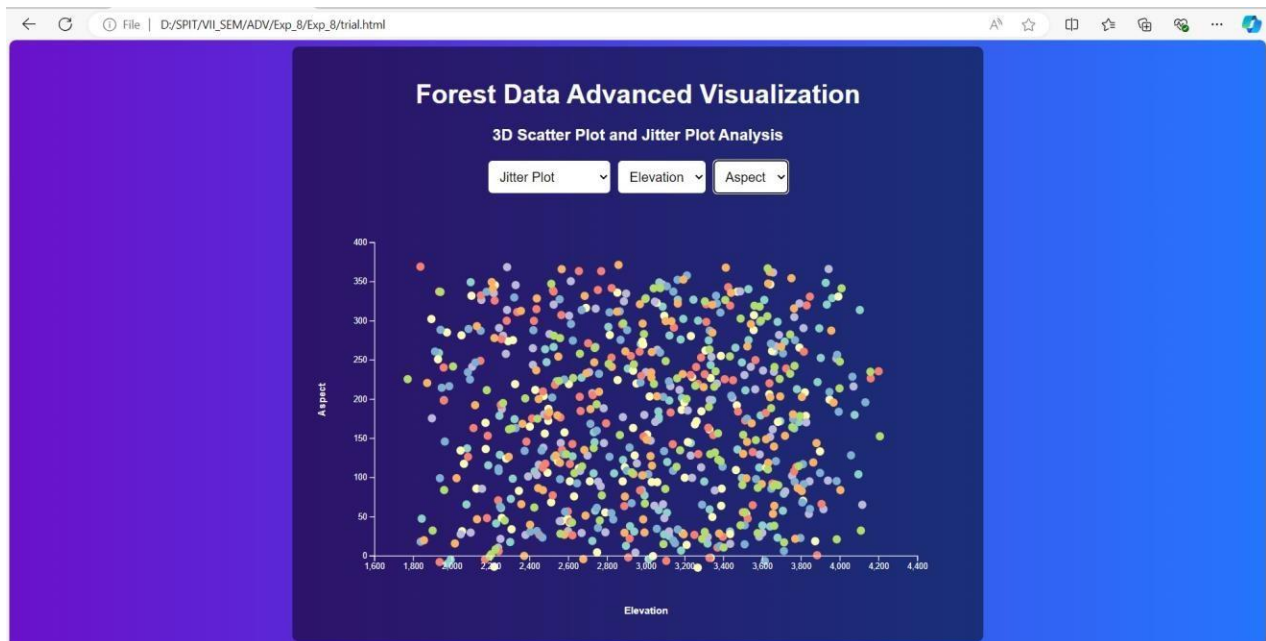 File | D:/SPIT/VII_SEM/ADV/Exp_8/Exp_8/trial.html
Forest Data Advanced Visualization
3D Scatter Plot and Jitter Plot Analysis
Jitter Plot Elevation Aspect
400
350
300
250
200
150
100
50
0
Aspect
1,600 1,800 2,000 2,200 2,400 2,600 2,800 3,000 3,200 3,400 3,600 3,800 4,000 4,200 4,400
Elevation